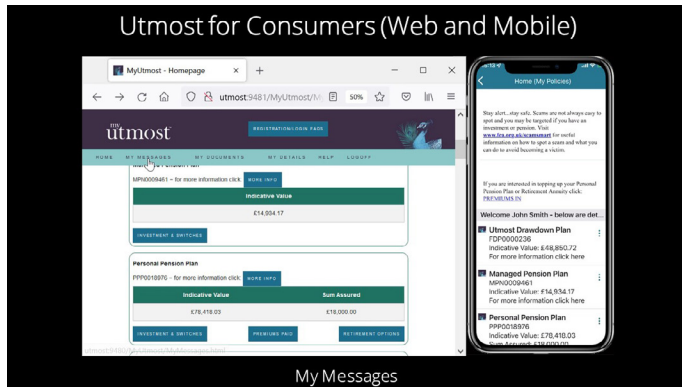 Utmost for Consumers (Web and Mobile)
MyUtmost - Homepage
utmost:9481/MyUtmost/M
50%
my
utmost
REGISTRATION/LOGIN FAQS
HOME MY MESSAGES MY DOCUMENTS MY DETAILS HELP LOGOFF
Managed Pension Plan
MPN0009461 – for more information click MORE INFO
Indicative Value
£14,934.17
INVESTMENT & SWITCHES
Personal Pension Plan
PPP0018976 – for more information click MORE INFO
Indicative Value Sum Assured
£78,418.03 £18,000.00
INVESTMENT & SWITCHES PREMIUMS PAID RETIREMENT OPTIONS
Home (My Policies)
Stay alert...stay safe. Scams are not always easy to
spot and you may be targeted if you have an
investment or pension. Visit
www.fca.org.uk/scamsmart for useful
information on how to spot a scam and what you
can do to avoid becoming a victim.
If you are interested in topping up your Personal
Pension Plan or Retirement Annuity click:
PREMIUMS IN
Welcome John Smith - below are det...
Utmost Drawdown Plan
FDP0000236
Indicative Value: £48,850.72
For more information click here
Managed Pension Plan
MPN0009461
Indicative Value: £14,934.17
For more information click here
Personal Pension Plan
PPP0018976
Indicative Value: £78,418.03
Sum Assured: £18,000.00
My Messages